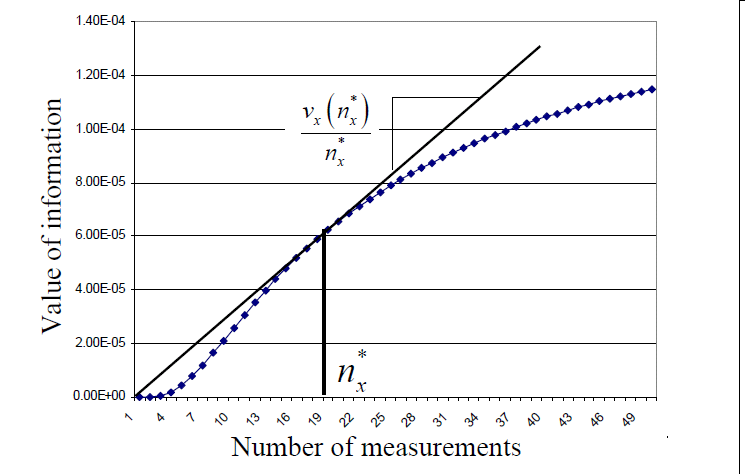 1.40E-04
1.20E-04
1.00E-04
8.00E-05
6.00E-05
4.00E-05
2.00E-05
0.00E+00
Value of information
v_x(n_x^*)
n_x^*
n_x^*
1 4 7 10 13 16 19 22 25 28 31 34 37 40 43 46 49
Number of measurements